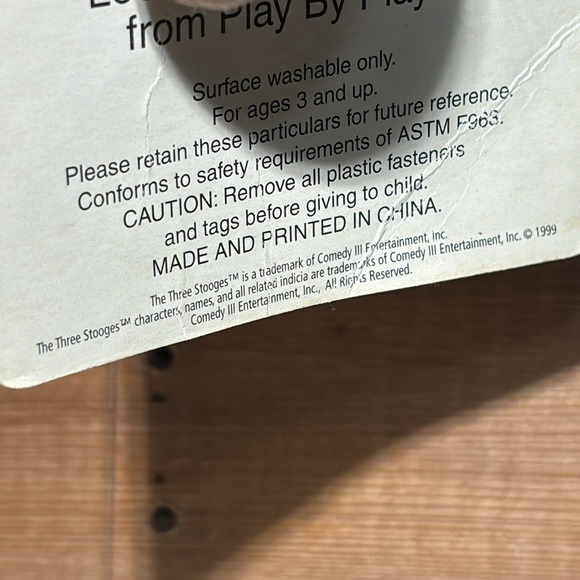 from Play By Play
Surface washable only.
For ages 3 and up.
Please retain these particulars for future reference.
Conforms to safety requirements of ASTM F963.
CAUTION: Remove all plastic fasteners
and tags before giving to child.
MADE AND PRINTED IN CHINA.
The Three Stooges™ is a trademark of Comedy III Entertainment, Inc.
The Three Stooges™ characters, names, and all related indicia are trademarks of Comedy III Entertainment, Inc. © 1999
Comedy III Entertainment, Inc., All Rights Reserved.